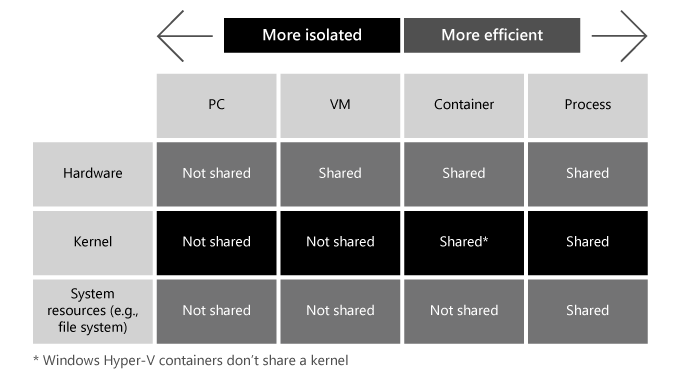 More isolated More efficient
PC VM Container Process
Hardware Not shared Shared Shared Shared
Kernel Not shared Not shared Shared* Shared
System
resources (e.g.,
file system)
Not shared Not shared Not shared Shared
* Windows Hyper-V containers don’t share a kernel